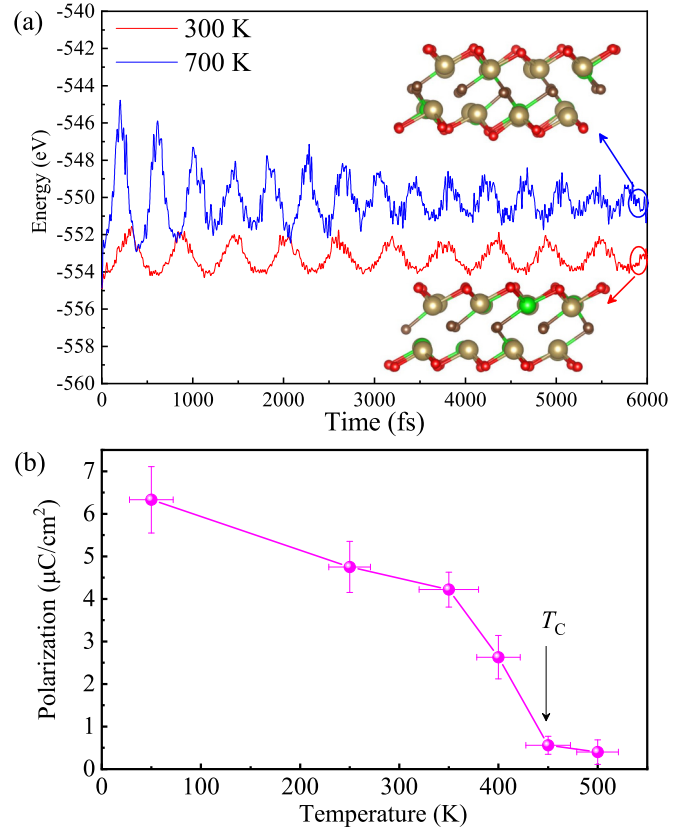 (a)
300 K
700 K
-540
-542
-544
-546
-548
-550
-552
-554
-556
-558
-560
Energy (eV)
0 1000 2000 3000 4000 5000 6000
Time (fs)
(b)
7
6
5
4
3
2
1
0
Polarization (μC/cm²)
T_C
0 100 200 300 400 500
Temperature (K)